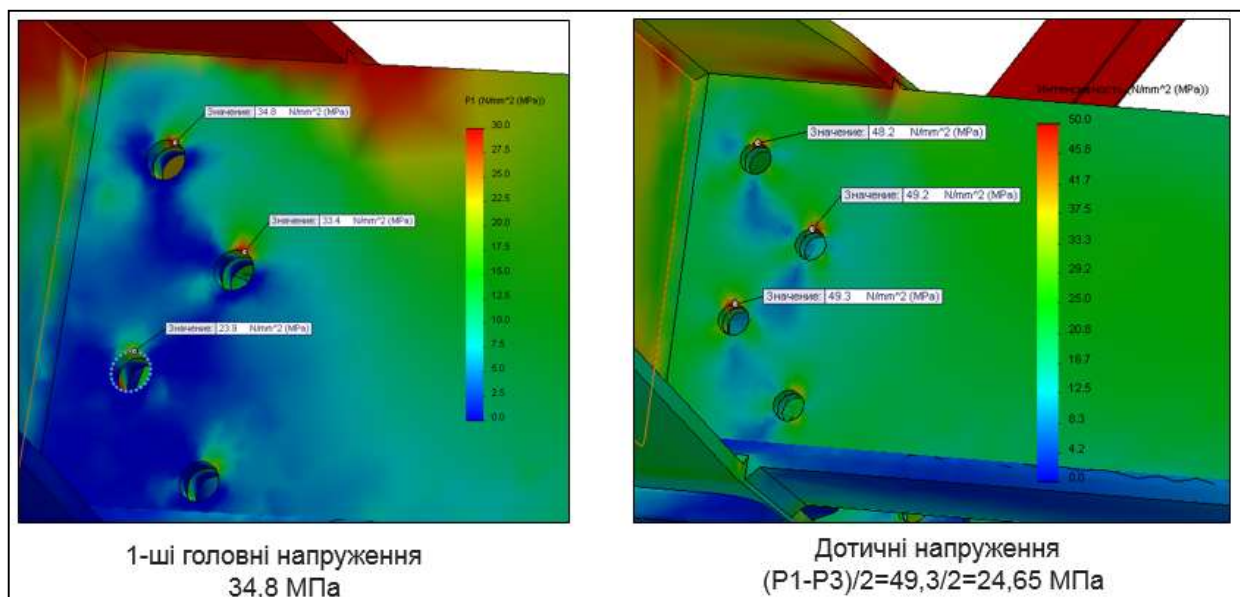 P1 (N/mm^2 (MPa))
30.0
27.5
25.0
22.5
20.0
17.5
15.0
12.5
10.0
7.5
5.0
2.5
0.0
Значение: 34.8 N/mm^2 (MPa)
Значение: 33.4 N/mm^2 (MPa)
Значение: 23.9 N/mm^2 (MPa)
1-ші головні напруження
34,8 МПа
(N/mm^2 (MPa))
50.0
45.8
41.7
37.5
33.3
29.2
25.0
20.8
16.7
12.5
8.3
4.2
0.0
Значение: 48.2 N/mm^2 (MPa)
Значение: 49.2 N/mm^2 (MPa)
Значение: 49.3 N/mm^2 (MPa)
Дотичні напруження
(P1-P3)/2=49,3/2=24,65 МПа